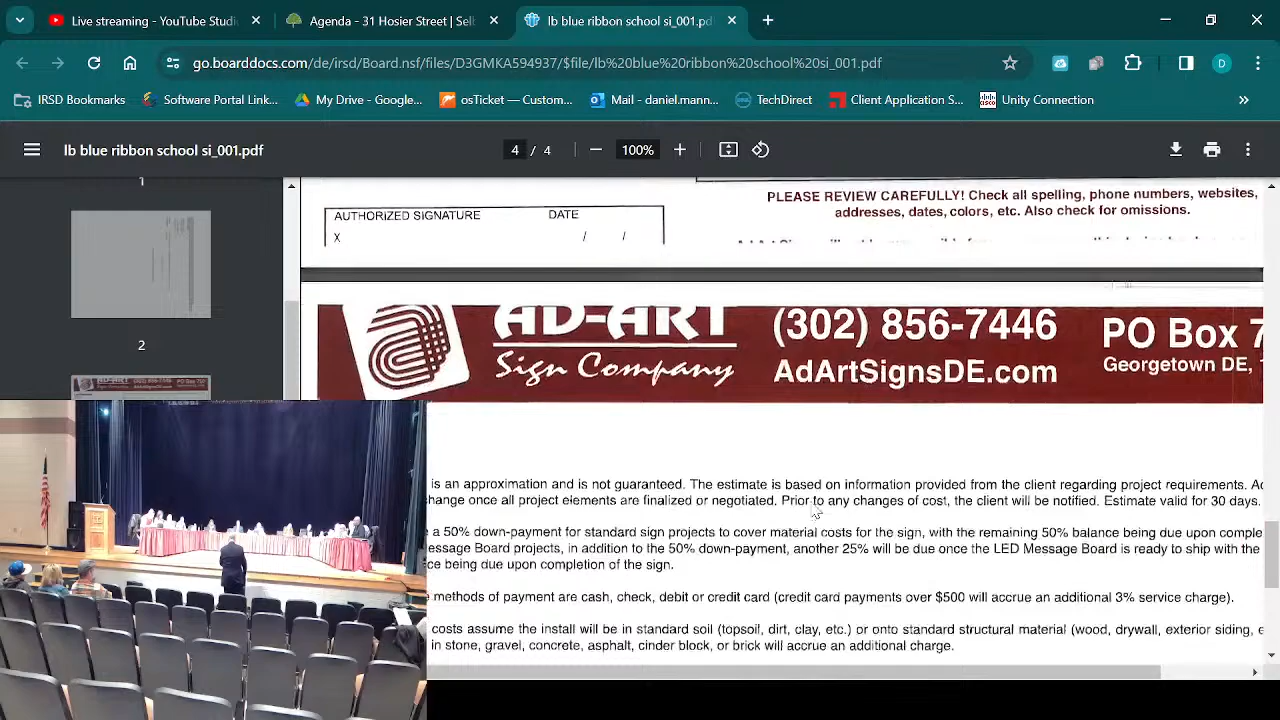 Live streaming - YouTube Studi
Agenda - 31 Hosier Street | Sel
lb blue ribbon school si_001.pdf
go.boarddocs.com/de/irsd/Board.nsf/files/D3GMKA594937/$file/lb%20blue%20ribbon%20school%20si_001.pdf
D
IRSD Bookmarks
Software Portal Link...
My Drive - Google...
osTicket — Custom...
Mail - daniel.mann...
TechDirect
Client Application S...
Unity Connection
lb blue ribbon school si_001.pdf
4 / 4
100%
1
2
AUTHORIZED SIGNATURE DATE
X / /
PLEASE REVIEW CAREFULLY! Check all spelling, phone numbers, websites,
addresses, dates, colors, etc. Also check for omissions.
AD-ART
Sign Company
(302) 856-7446
AdArtSignsDE.com
PO Box 7
Georgetown DE,
is an approximation and is not guaranteed. The estimate is based on information provided from the client regarding project requirements.
change once all project elements are finalized or negotiated. Prior to any changes of cost, the client will be notified. Estimate valid for 30 days.
a 50% down-payment for standard sign projects to cover material costs for the sign, with the remaining 50% balance being due upon comple
essage Board projects, in addition to the 50% down-payment, another 25% will be due once the LED Message Board is ready to ship with the
ce being due upon completion of the sign.
methods of payment are cash, check, debit or credit card (credit card payments over $500 will accrue an additional 3% service charge).
costs assume the install will be in standard soil (topsoil, dirt, clay, etc.) or onto standard structural material (wood, drywall, exterior siding,
in stone, gravel, concrete, asphalt, cinder block, or brick will accrue an additional charge.